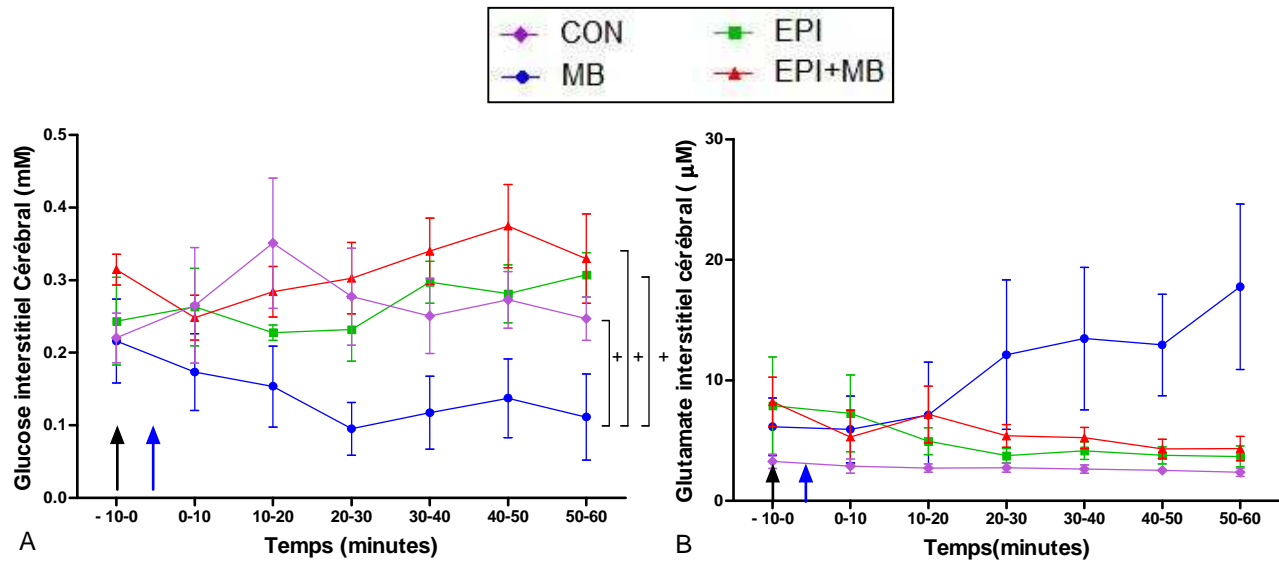 CON
EPI
MB
EPI+MB
Glucose interstitiel Cérébral (mM)
0.5
0.4
0.3
0.2
0.1
0.0
+ + +
- 10-0 0-10 10-20 20-30 30-40 40-50 50-60
Temps (minutes)
A
Glutamate interstitiel cérébral ( µM)
30
20
10
0
- 10-0 0-10 10-20 20-30 30-40 40-50 50-60
Temps(minutes)
B